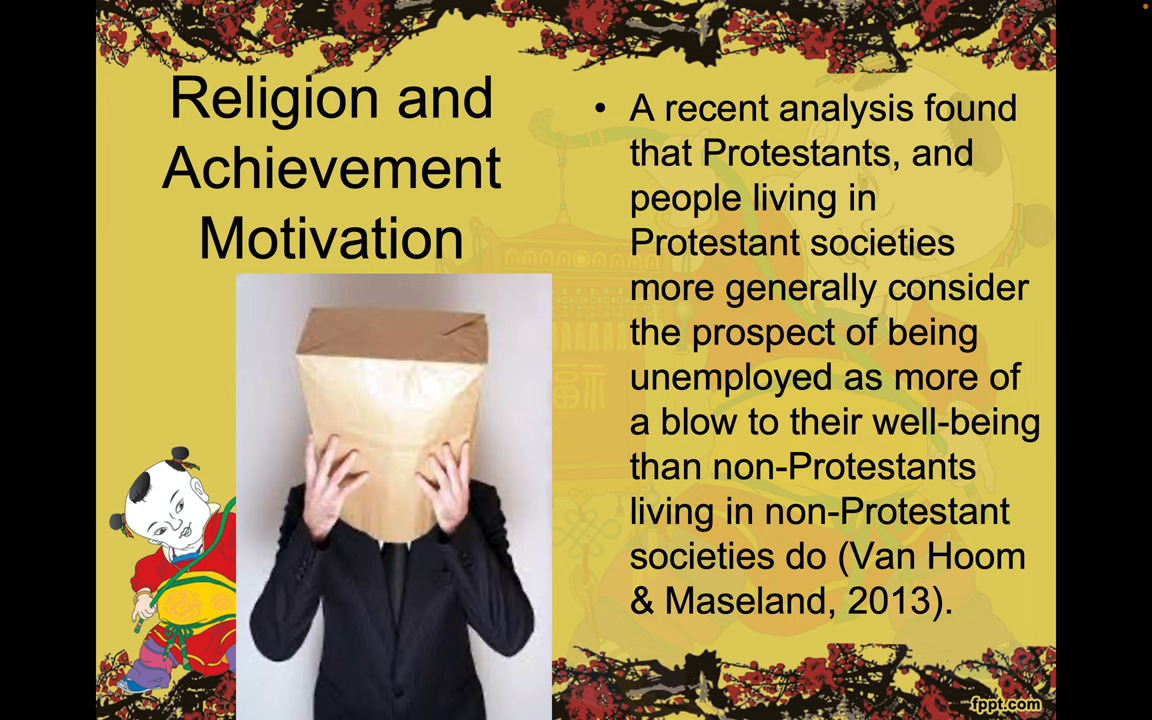 Religion and
Achievement
Motivation
• A recent analysis found
that Protestants, and
people living in
Protestant societies
more generally consider
the prospect of being
unemployed as more of
a blow to their well-being
than non-Protestants
living in non-Protestant
societies do (Van Hoom
& Maseland, 2013).
福
fppt.com